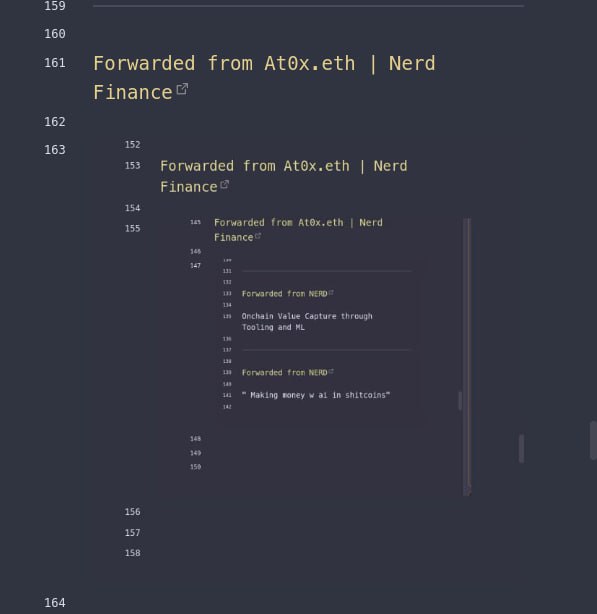 159
160
161 Forwarded from At0x.eth | Nerd
Finance
162
163
152
153 Forwarded from At0x.eth | Nerd
Finance
154
155
145 Forwarded from At0x.eth | Nerd
Finance
146
147
130
131
132
133 Forwarded from NERD
134
135 Onchain Value Capture through
Tooling and ML
136
137
138
139 Forwarded from NERD
140
141 " Making money w ai in shitcoins"
142
148
149
150
156
157
158
164